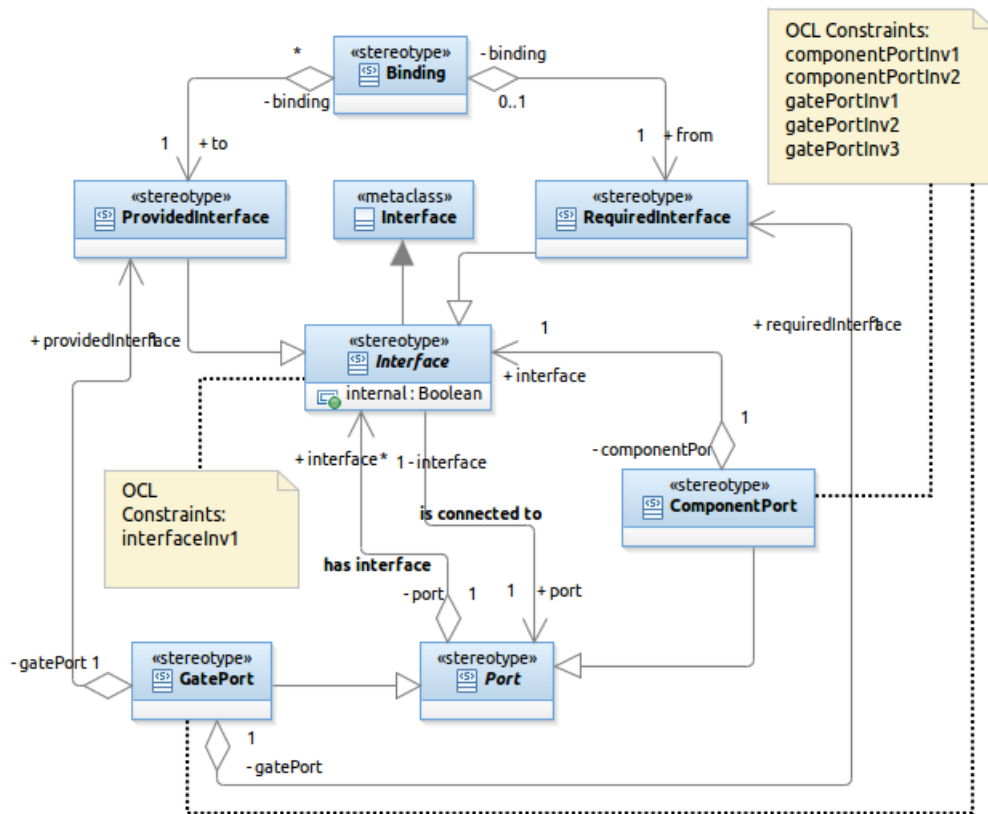 OCL Constraints:
componentPortInv1
componentPortInv2
gatePortInv1
gatePortInv2
gatePortInv3
«stereotype»
Binding
*
- binding
- binding
0..1
1
+ to
1
+ from
«stereotype»
ProvidedInterface
«metaclass»
Interface
«stereotype»
RequiredInterface
+ providedInterface
1
+ requiredInterface
1
«stereotype»
Interface
internal : Boolean
1
+ interface
1
- componentPor
+ interface
*
1
- interface
«stereotype»
ComponentPort
OCL
Constraints:
interfaceInv1
is connected to
has interface
- port
1
1
+ port
- gatePort
1
«stereotype»
GatePort
«stereotype»
Port
1
- gatePort